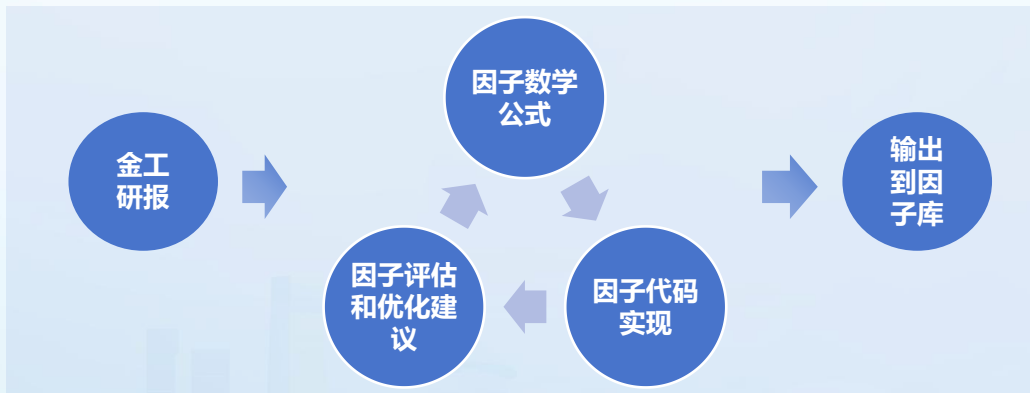 金工
研报
因子数学
公式
因子代码
实现
因子评估
和优化建
议
输出
到因
子库